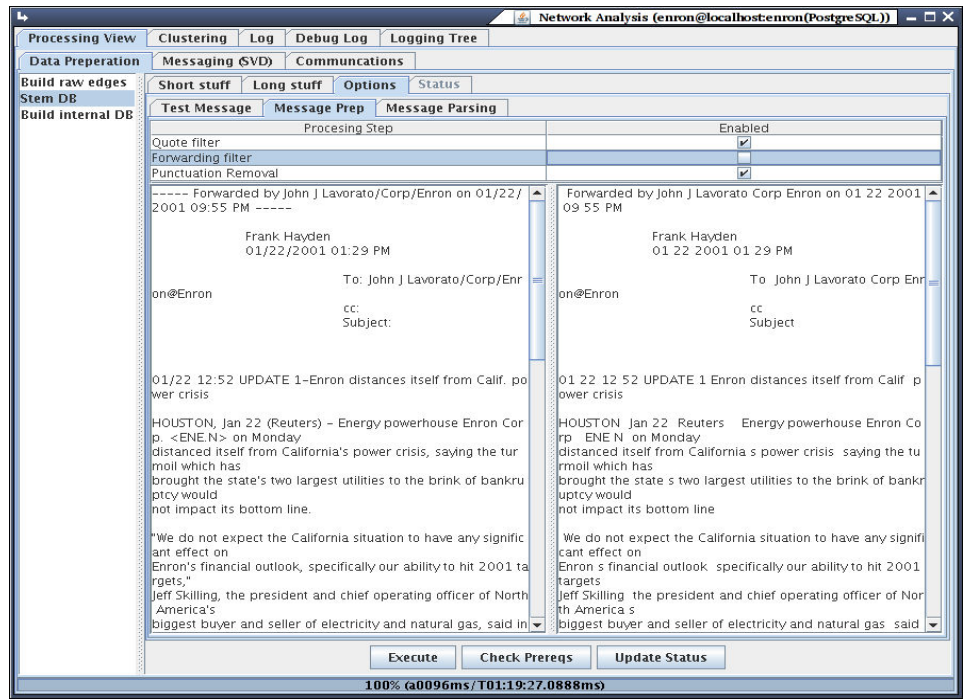 Network Analysis (enron@localhost:enron(PostgreSQL))
Processing View Clustering Log Debug Log Logging Tree
Data Preperation Messaging (SVD) Communcations
Build raw edges
Stem DB
Build internal DB
Short stuff Long stuff Options Status
Test Message Message Prep Message Parsing
Procesing Step Enabled
Quote filter
Forwarding filter
Punctuation Removal
----- Forwarded by John J Lavorato/Corp/Enron on 01/22/
2001 09:55 PM -----
Frank Hayden
01/22/2001 01:29 PM
To: John J Lavorato/Corp/Enr
on@Enron
cc:
Subject:
01/22 12:52 UPDATE 1-Enron distances itself from Calif. po
wer crisis
HOUSTON, Jan 22 (Reuters) - Energy powerhouse Enron Cor
p. <ENE.N> on Monday
distanced itself from California's power crisis, saying the tur
moil which has
brought the state's two largest utilities to the brink of bankru
ptcy would
not impact its bottom line.
"We do not expect the California situation to have any signific
ant effect on
Enron's financial outlook, specifically our ability to hit 2001 ta
rgets,"
Jeff Skilling, the president and chief operating officer of North
America's
biggest buyer and seller of electricity and natural gas, said in
Forwarded by John J Lavorato Corp Enron on 01 22 2001
09 55 PM
Frank Hayden
01 22 2001 01 29 PM
To John J Lavorato Corp Enr
on@Enron
cc
Subject
01 22 12 52 UPDATE 1 Enron distances itself from Calif p
ower crisis
HOUSTON Jan 22 Reuters Energy powerhouse Enron Co
rp ENE N on Monday
distanced itself from California s power crisis saying the tu
rmoil which has
brought the state s two largest utilities to the brink of bankr
uptcy would
not impact its bottom line
We do not expect the California situation to have any signifi
cant effect on
Enron s financial outlook specifically our ability to hit 2001
targets
Jeff Skilling the president and chief operating officer of Nor
th America s
biggest buyer and seller of electricity and natural gas said
Execute Check Prereqs Update Status
100% (a0096ms/T01:19:27.0888ms)